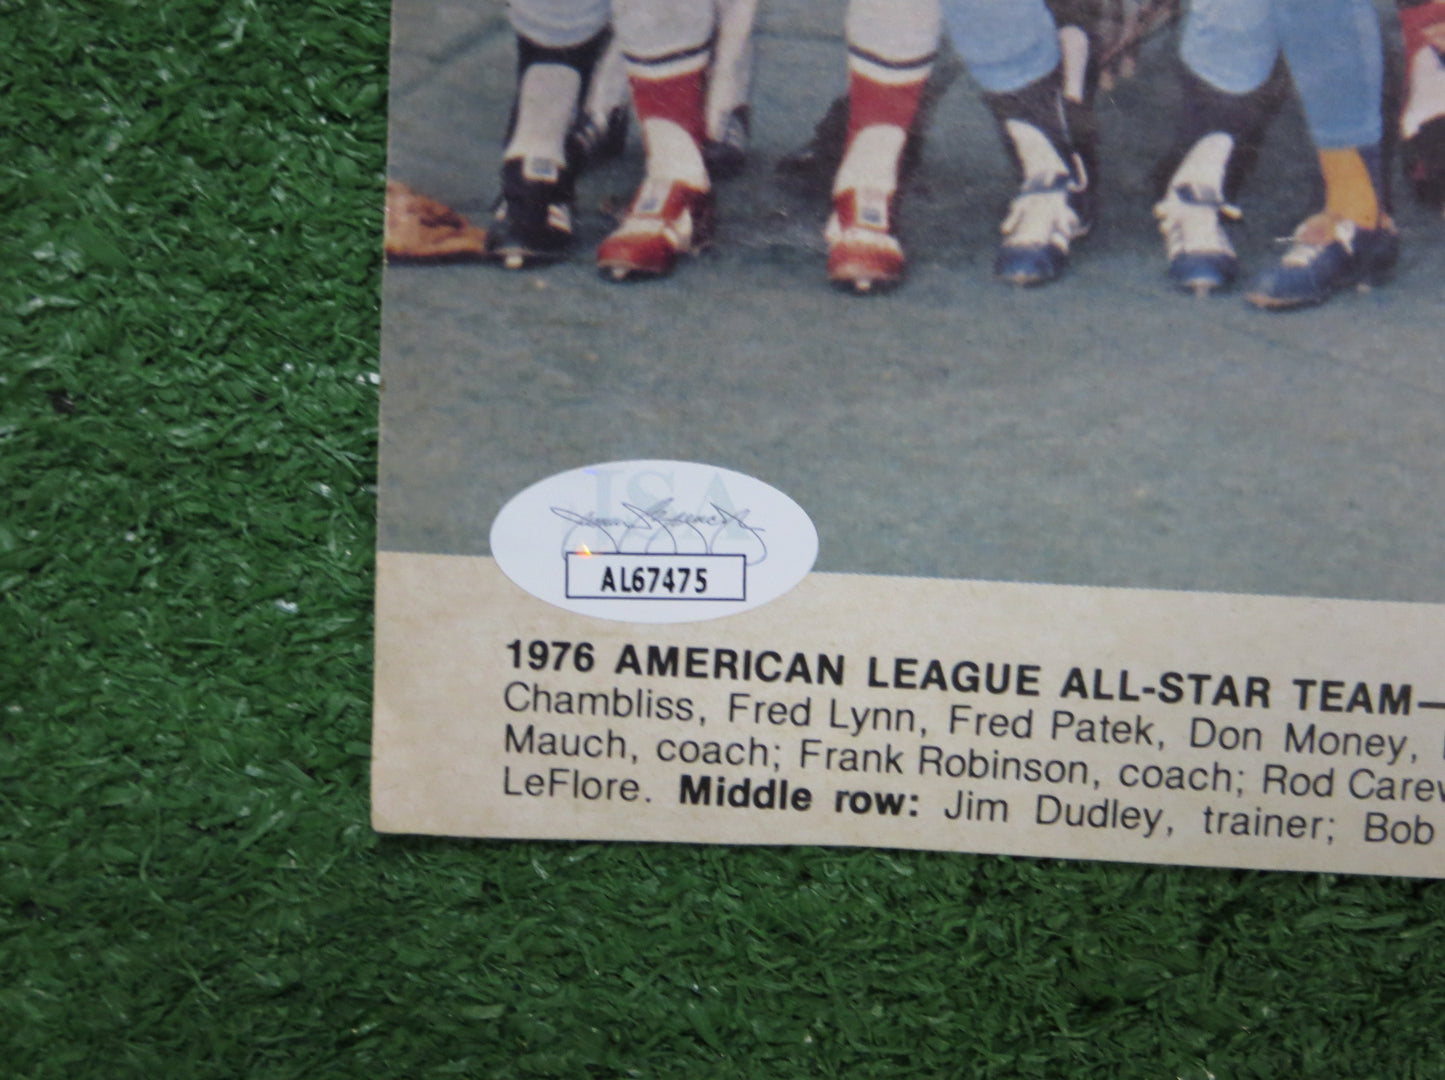 JSA
AL67475
1976 AMERICAN LEAGUE ALL-STAR TEAM—
Chambliss, Fred Lynn, Fred Patek, Don Money,
Mauch, coach; Frank Robinson, coach; Rod Carew
LeFlore. Middle row: Jim Dudley, trainer; Bob